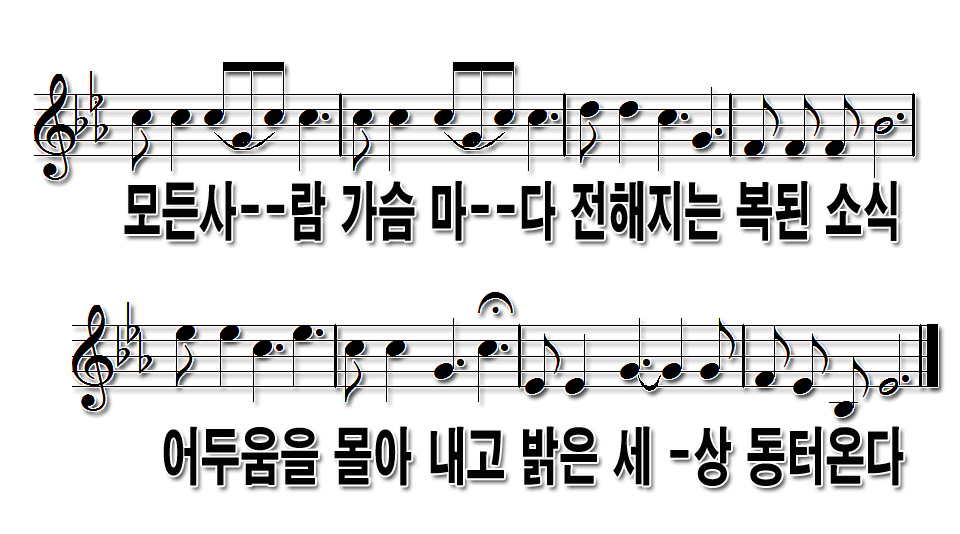 모든사--람 가슴 마--다 전해지는 복된 소식
어두움을 몰아 내고 밝은 세 -상 동터온다